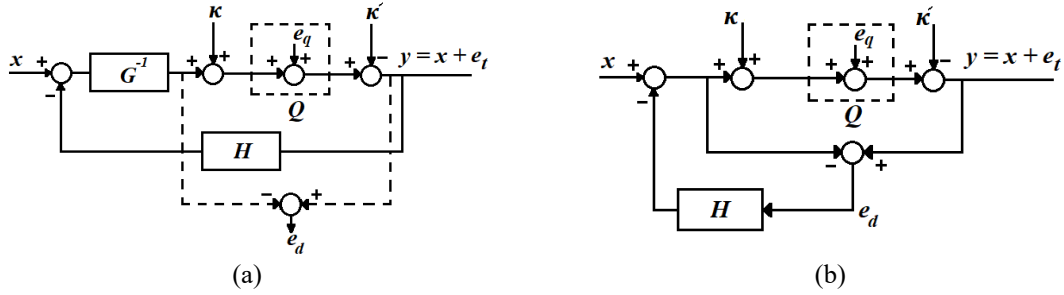 κ κ´
x + + + e_q + + −
− G⁻¹ + + y = x + e_t
Q
H
− +
e_d
(a)
κ κ´
x + + + e_q + + − y = x + e_t
− + +
Q
− +
H e_d
(b)